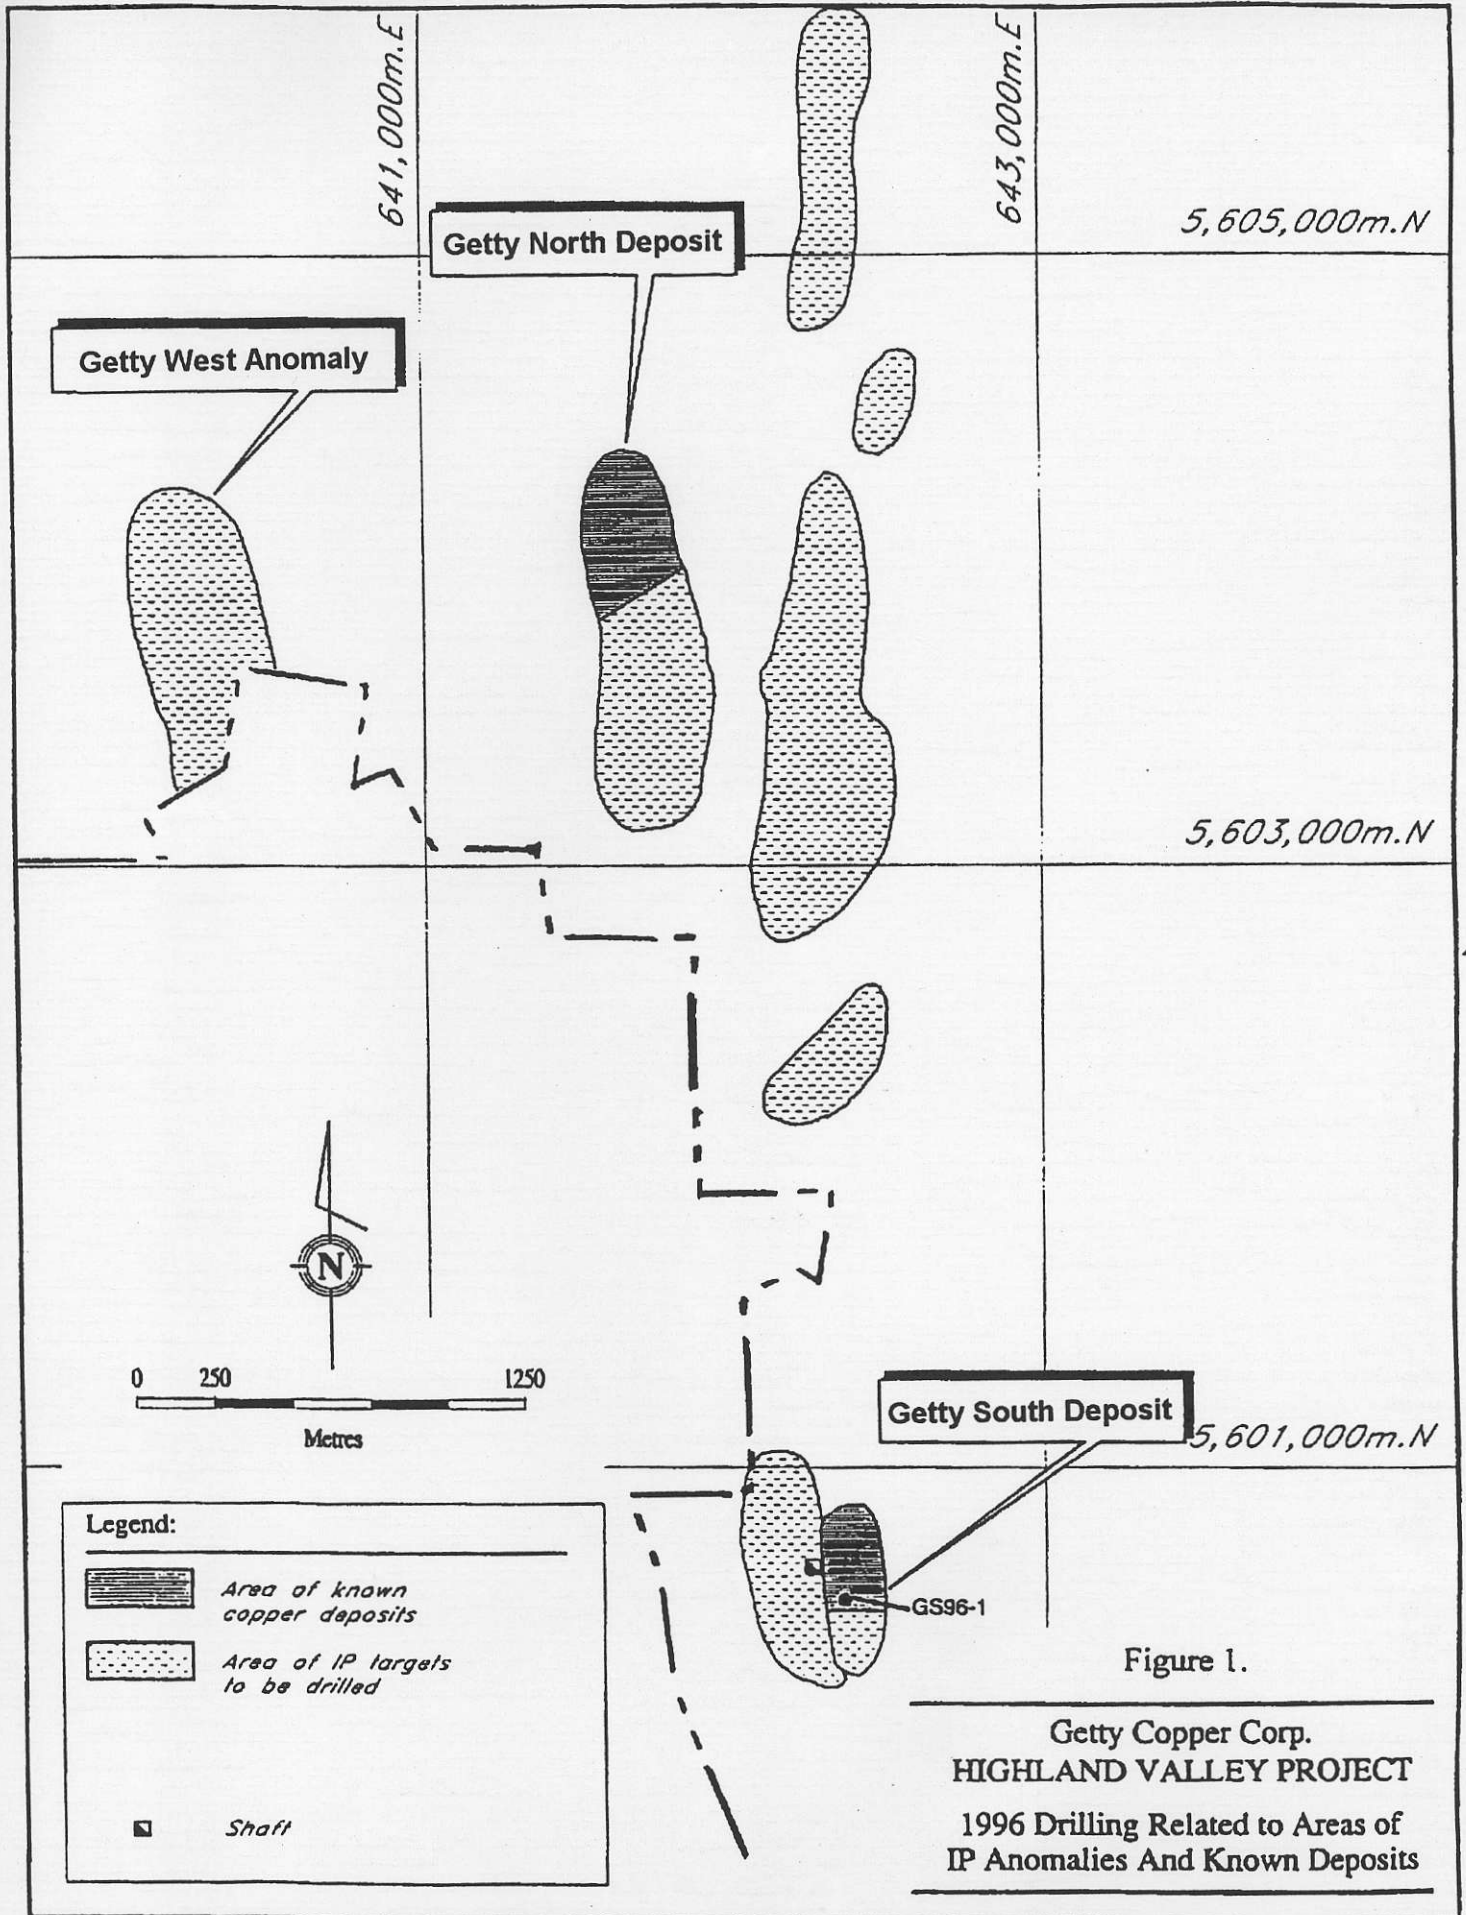 641,000m.E
643,000m.E
5,605,000m.N
Getty North Deposit
Getty West Anomaly
5,603,000m.N
N
0 250 1250
Metres
Getty South Deposit
5,601,000m.N
GS96-1
Legend:
Area of known
copper deposits
Area of IP targets
to be drilled
Shaft
Figure 1.
Getty Copper Corp.
HIGHLAND VALLEY PROJECT
1996 Drilling Related to Areas of
IP Anomalies And Known Deposits